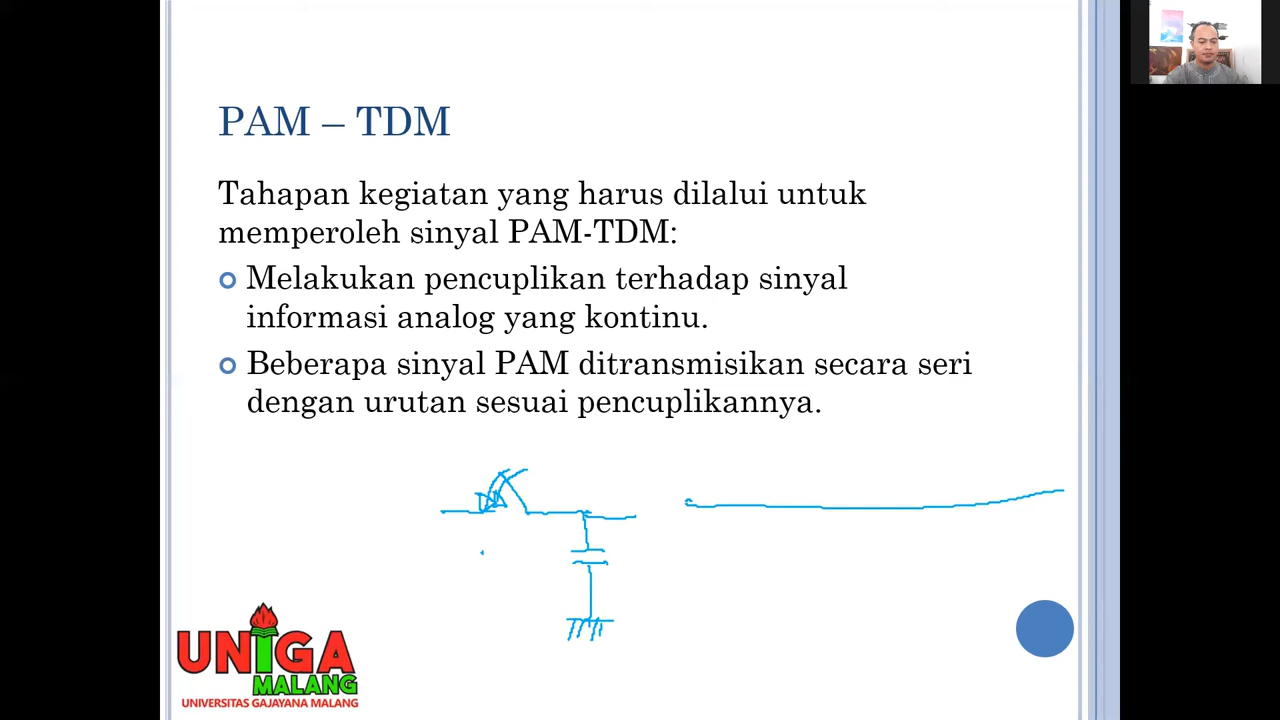 PAM – TDM
Tahapan kegiatan yang harus dilalui untuk
memperoleh sinyal PAM-TDM:
Melakukan pencuplikan terhadap sinyal
informasi analog yang kontinu.
Beberapa sinyal PAM ditransmisikan secara seri
dengan urutan sesuai pencuplikannya.
UNIGA
MALANG
UNIVERSITAS GAJAYANA MALANG